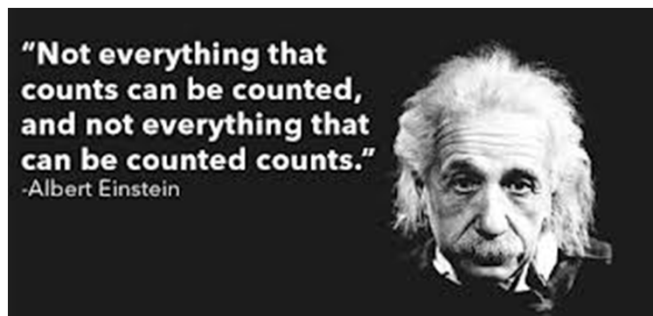 “Not everything that
counts can be counted,
and not everything that
can be counted counts.”
-Albert Einstein